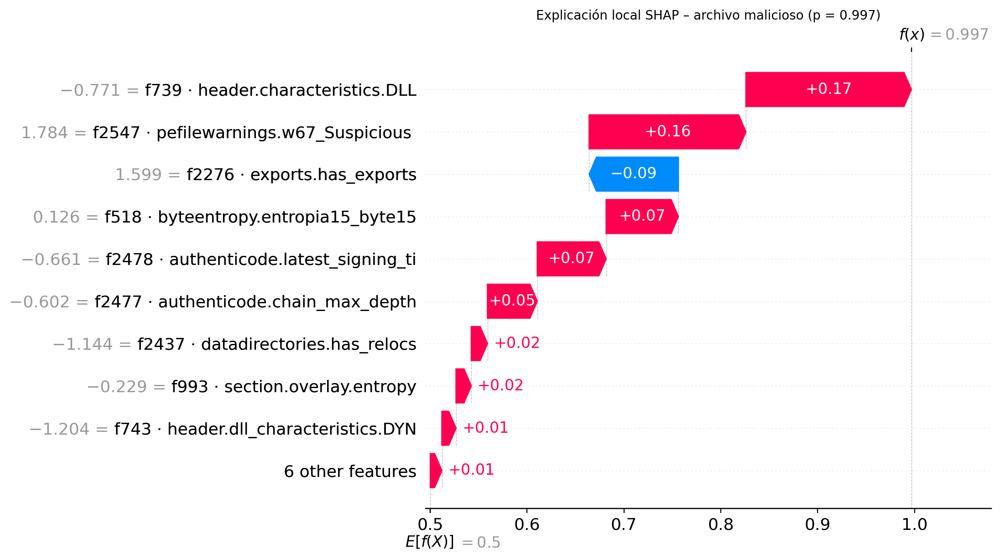 Explicación local SHAP – archivo malicioso (p = 0.997)
f(x) = 0.997
−0.771 = f739 · header.characteristics.DLL
+0.17
1.784 = f2547 · pefilewarnings.w67_Suspicious
+0.16
1.599 = f2276 · exports.has_exports
−0.09
0.126 = f518 · byteentropy.entropia15_byte15
+0.07
−0.661 = f2478 · authenticode.latest_signing_ti
+0.07
−0.602 = f2477 · authenticode.chain_max_depth
+0.05
−1.144 = f2437 · datadirectories.has_relocs
+0.02
−0.229 = f993 · section.overlay.entropy
+0.02
−1.204 = f743 · header.dll_characteristics.DYN
+0.01
6 other features
+0.01
0.5 0.6 0.7 0.8 0.9 1.0
E[f(X)] = 0.5